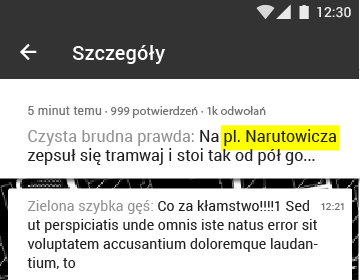 12:30
Szczegóły
5 minut temu · 999 potwierdzeń · 1k odwołań
Czysta brudna prawda: Na pl. Narutowicza
zepsuł się tramwaj i stoi tak od pół go...
Zielona szybka gęś: Co za kłamstwo!!!!1 Sed 12:21
ut perspiciatis unde omnis iste natus error sit
voluptatem accusantium doloremque laudan-
tium, to